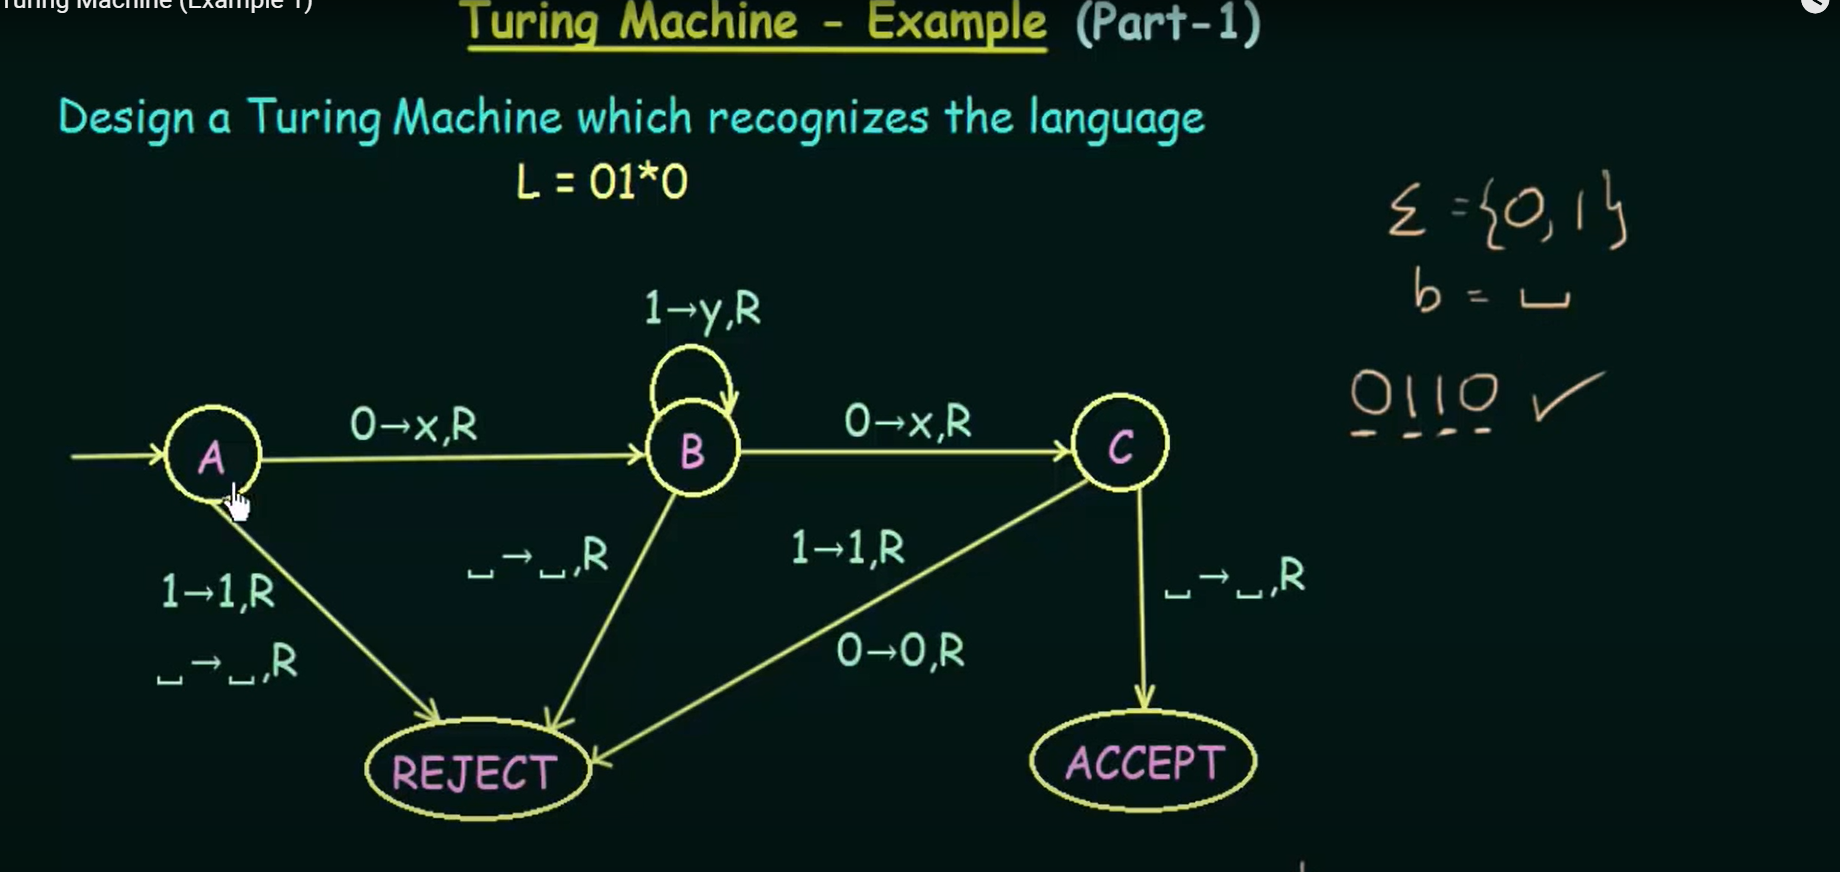 Turing Machine (Example 1)
Turing Machine - Example (Part-1)
Design a Turing Machine which recognizes the language
L = 01*0
Σ = {0, 1}
b = ␣
0110 ✓
1→y,R
0→x,R
0→x,R
A
B
C
1→1,R
␣→␣,R
␣→␣,R
1→1,R
0→0,R
␣→␣,R
REJECT
ACCEPT